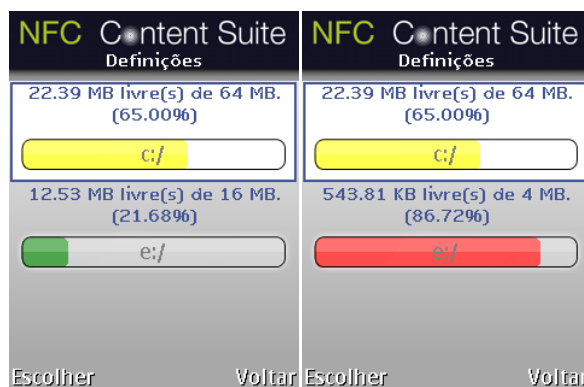 NFC Content Suite
Definições
22.39 MB livre(s) de 64 MB.
(65.00%)
c:/
12.53 MB livre(s) de 16 MB.
(21.68%)
e:/
Escolher Voltar
NFC Content Suite
Definições
22.39 MB livre(s) de 64 MB.
(65.00%)
c:/
543.81 KB livre(s) de 4 MB.
(86.72%)
e:/
Escolher Voltar